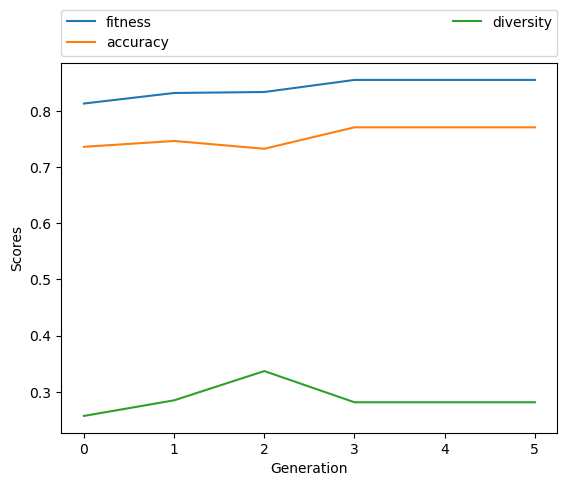 fitness
accuracy
diversity
0.8
0.7
0.6
0.5
0.4
0.3
Scores
0 1 2 3 4 5
Generation